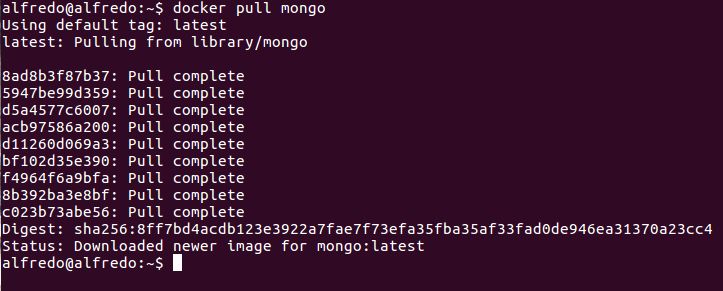 alfredo@alfredo:~$ docker pull mongo
Using default tag: latest
latest: Pulling from library/mongo
8ad8b3f87b37: Pull complete
5947be99d359: Pull complete
d5a4577c6007: Pull complete
acb97586a200: Pull complete
d11260d069a3: Pull complete
bf102d35e390: Pull complete
f4964f6a9bfa: Pull complete
8b392ba3e8bf: Pull complete
c023b73abe56: Pull complete
Digest: sha256:8ff7bd4acdb123e3922a7fae7f73efa35fba35af33fad0de946ea31370a23cc4
Status: Downloaded newer image for mongo:latest
alfredo@alfredo:~$